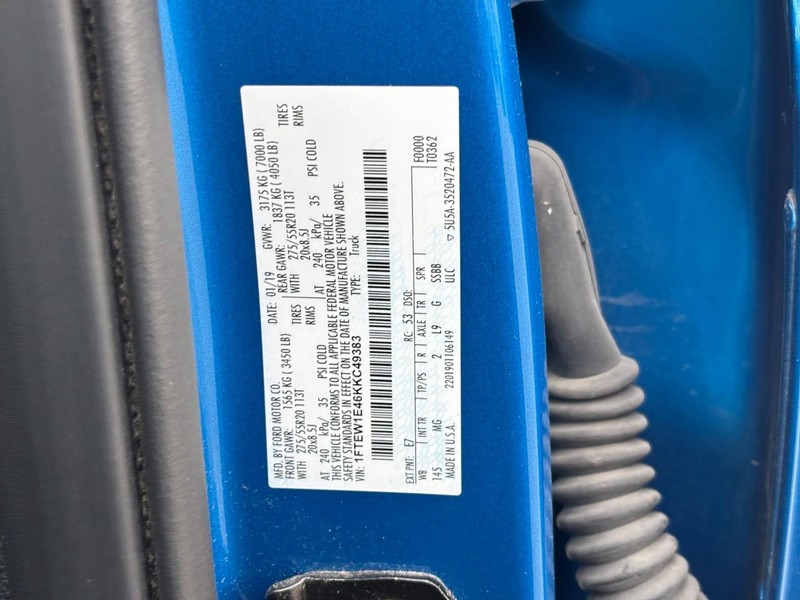 MFD. BY FORD MOTOR CO.
DATE: 01/19 GVWR: 3175 KG ( 7000 LB)
FRONT GAWR: 1565 KG ( 3450 LB) REAR GAWR: 1837 KG ( 4050 LB)
WITH 275/55R20 113T TIRES WITH 275/55R20 113T TIRES
20x8.5J RIMS 20x8.5J RIMS
AT 240 kPa/ 35 PSI COLD AT 240 kPa/ 35 PSI COLD
THIS VEHICLE CONFORMS TO ALL APPLICABLE FEDERAL MOTOR VEHICLE
SAFETY STANDARDS IN EFFECT ON THE DATE OF MANUFACTURE SHOWN ABOVE.
VIN: 1FTEW1E46KKC49383 TYPE: Truck
EXT PNT: E7 RC: 53 DSO: F0000
WB INT TR TP/PS R AXLE TR SPR T0362
145 MG 2 L9 G SSBB
MADE IN U.S.A. 2201901106149 ULC ▽ 5U5A-3520472-AA